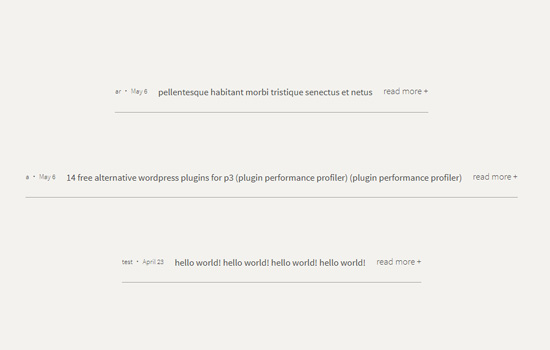 ar • May 6 pellentesque habitant morbi tristique senectus et netus read more +
a • May 6 14 free alternative wordpress plugins for p3 (plugin performance profiler) (plugin performance profiler) read more +
test • April 23 hello world! hello world! hello world! hello world! read more +